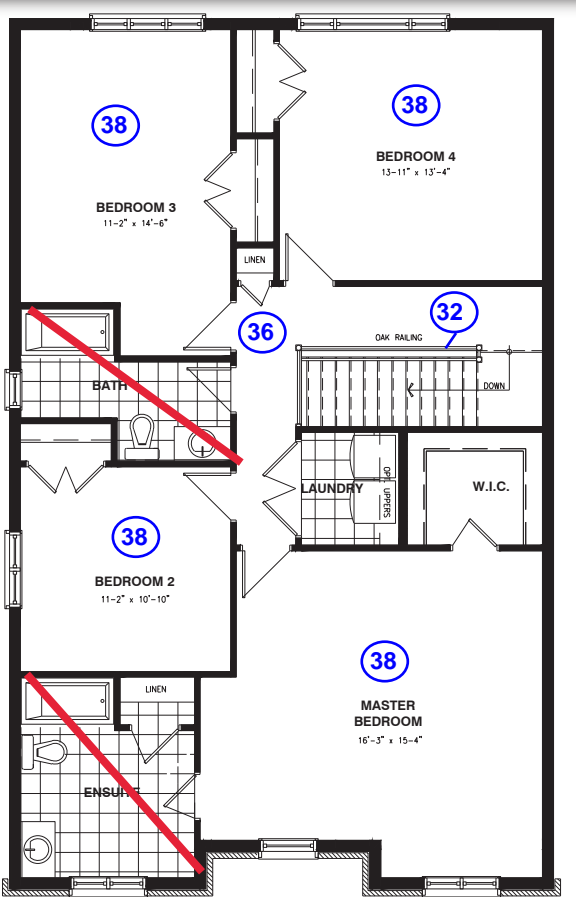 38
38
BEDROOM 4
13-11" x 13'-4"
BEDROOM 3
11-2" x 14'-6"
LINEN
36
32
OAK RAILING
BATH
DOWN
LAUNDRY
OPT. UPPERS
W.I.C.
38
BEDROOM 2
11-2" x 10'-10"
38
LINEN
MASTER
BEDROOM
16'-3" x 15-4"
ENSUITE